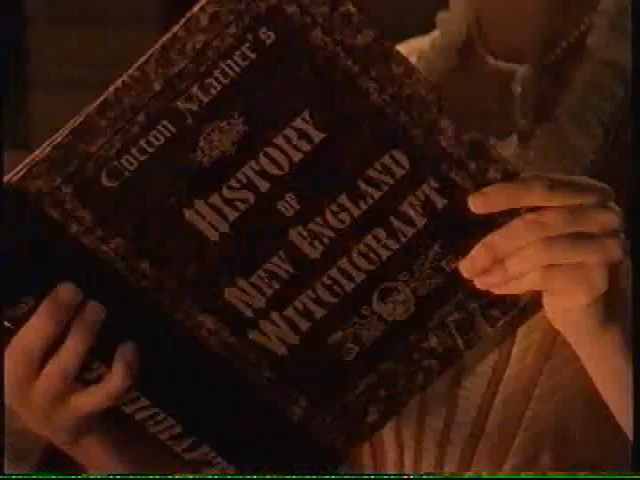 Cotton Mather's
HISTORY
OF
NEW ENGLAND
WITCHCRAFT